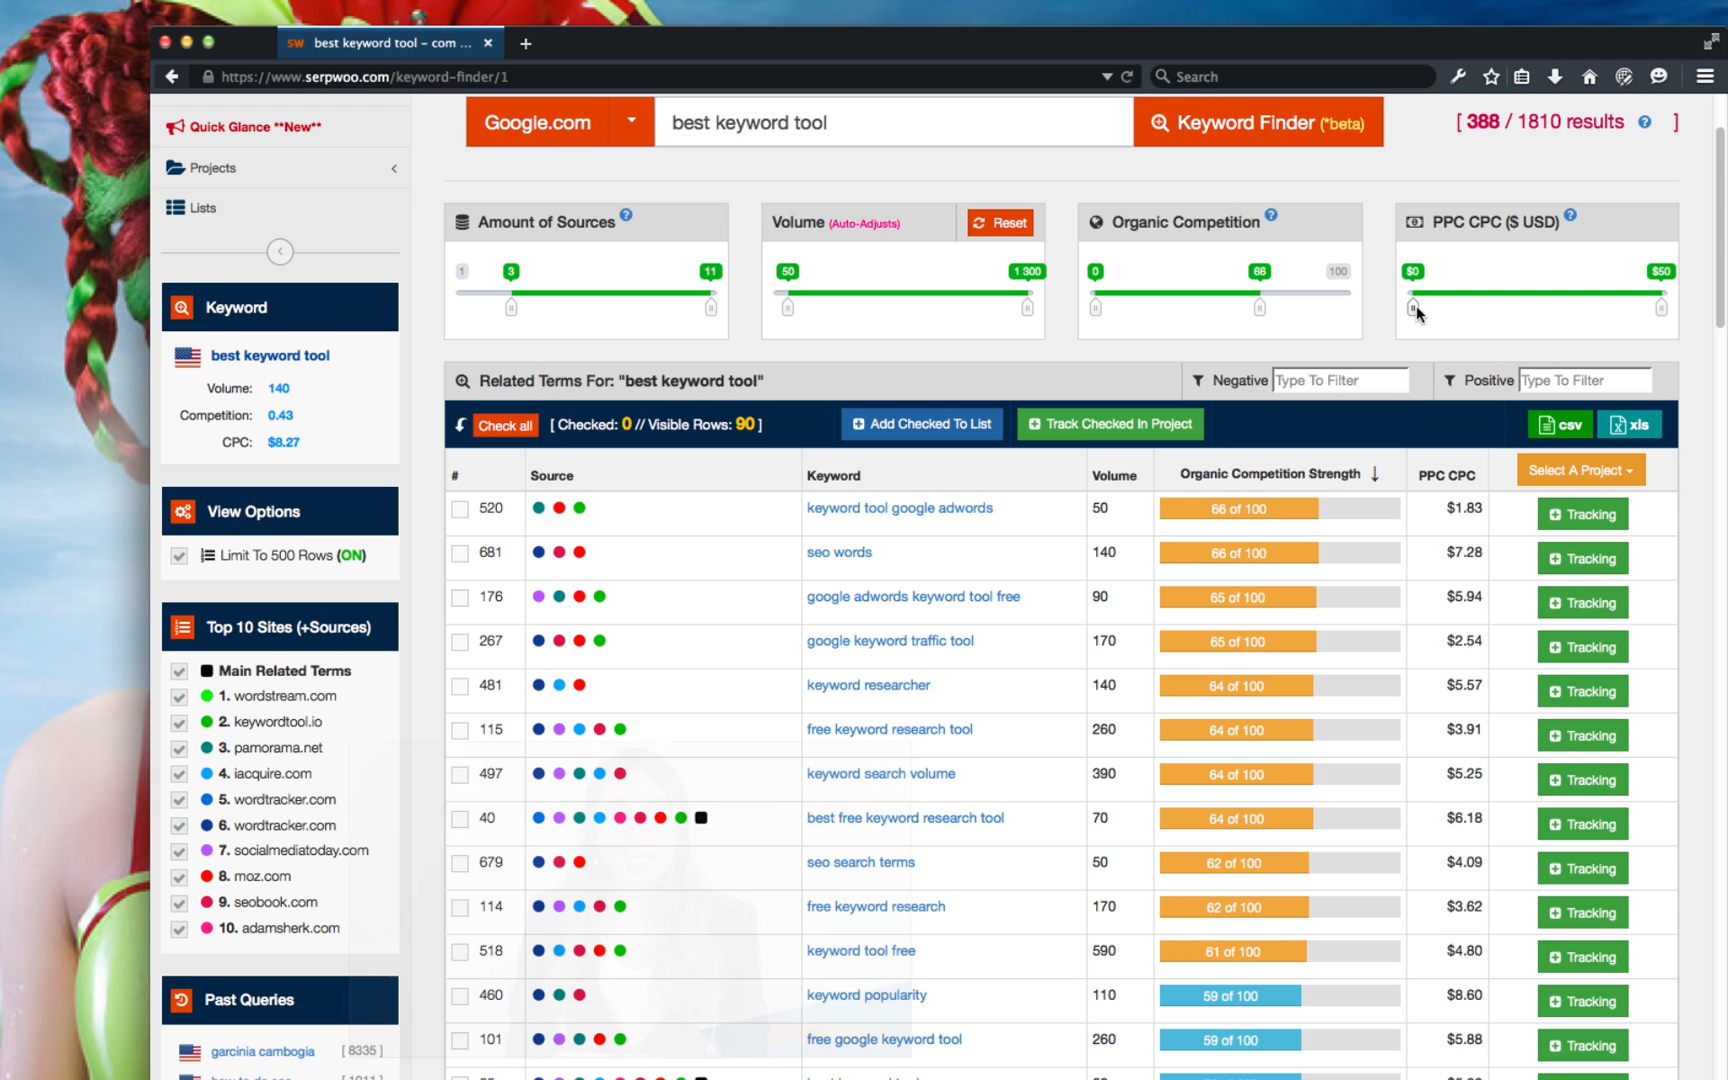 SW best keyword tool – com ... × +
https://www.serpwoo.com/keyword-finder/1
Search
Quick Glance **New**
Projects
Lists
Google.com
best keyword tool
Keyword Finder (*beta)
[ 388 / 1810 results ? ]
Amount of Sources ?
1 3 11
Volume (Auto-Adjusts)
Reset
50 1 300
Organic Competition ?
0 66 100
PPC CPC ($ USD) ?
$0 $50
Keyword
best keyword tool
Volume: 140
Competition: 0.43
CPC: $8.27
View Options
Limit To 500 Rows (ON)
Top 10 Sites (+Sources)
Main Related Terms
1. wordstream.com
2. keywordtool.io
3. pamorama.net
4. iacquire.com
5. wordtracker.com
6. wordtracker.com
7. socialmediatoday.com
8. moz.com
9. seobook.com
10. adamsherk.com
Past Queries
garcinia cambogia [ 8335 ]
Related Terms For: "best keyword tool"
Negative Type To Filter
Positive Type To Filter
Check all [ Checked: 0 // Visible Rows: 90 ]
Add Checked To List
Track Checked In Project
csv
xls
# Source Keyword Volume Organic Competition Strength PPC CPC Select A Project
520 keyword tool google adwords 50 66 of 100 $1.83 Tracking
681 seo words 140 66 of 100 $7.28 Tracking
176 google adwords keyword tool free 90 65 of 100 $5.94 Tracking
267 google keyword traffic tool 170 65 of 100 $2.54 Tracking
481 keyword researcher 140 64 of 100 $5.57 Tracking
115 free keyword research tool 260 64 of 100 $3.91 Tracking
497 keyword search volume 390 64 of 100 $5.25 Tracking
40 best free keyword research tool 70 64 of 100 $6.18 Tracking
679 seo search terms 50 62 of 100 $4.09 Tracking
114 free keyword research 170 62 of 100 $3.62 Tracking
518 keyword tool free 590 61 of 100 $4.80 Tracking
460 keyword popularity 110 59 of 100 $8.60 Tracking
101 free google keyword tool 260 59 of 100 $5.88 Tracking